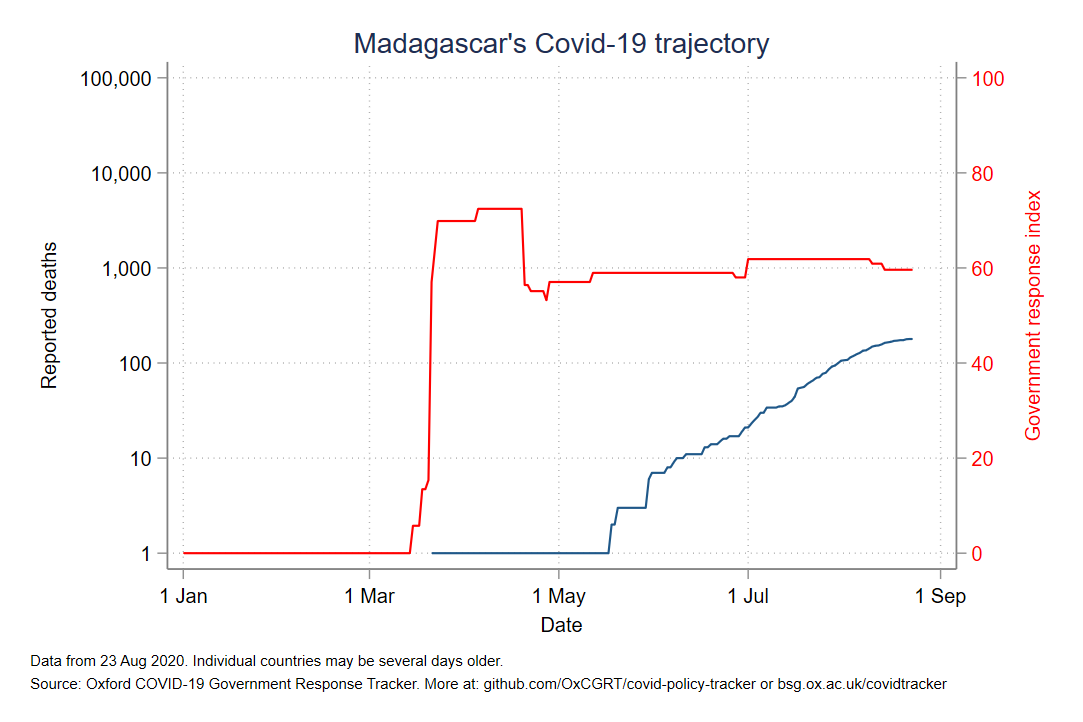 Madagascar's Covid-19 trajectory
100,000
10,000
1,000
100
10
1
Reported deaths
100
80
60
40
20
0
Government response index
1 Jan
1 Mar
1 May
1 Jul
1 Sep
Date
Data from 23 Aug 2020. Individual countries may be several days older.
Source: Oxford COVID-19 Government Response Tracker. More at: github.com/OxCGRT/covid-policy-tracker or bsg.ox.ac.uk/covidtracker